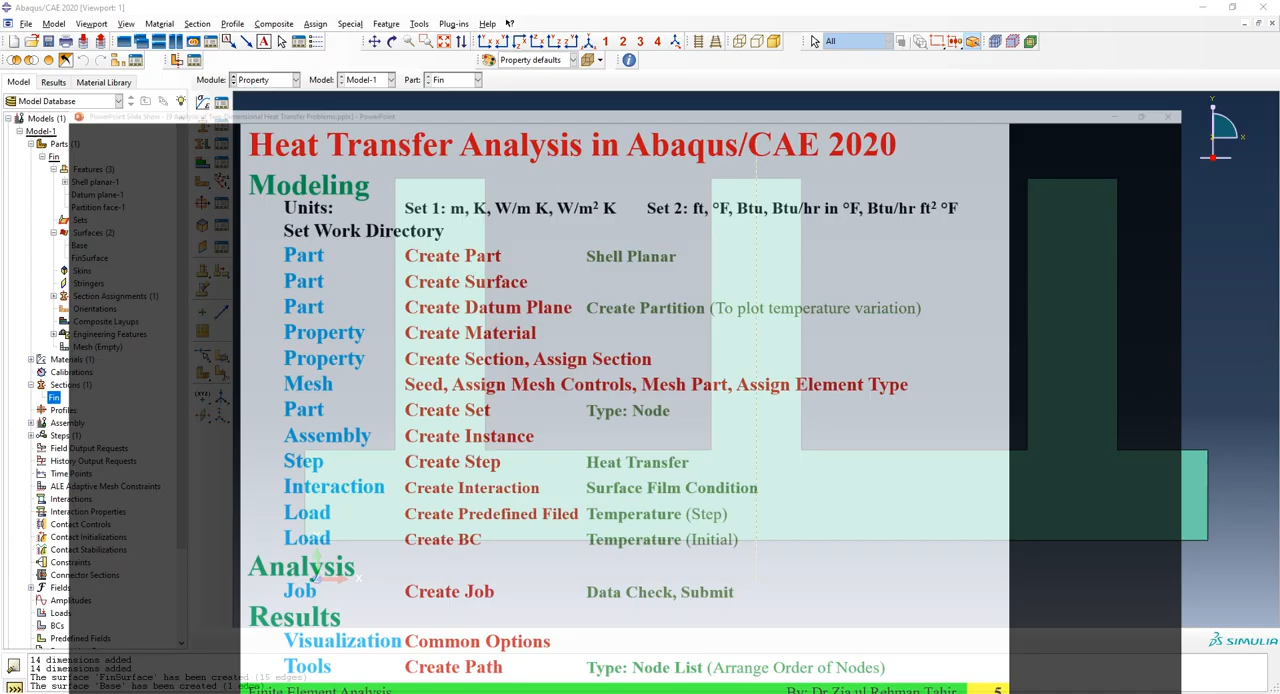 Abaqus/CAE 2020 [Viewport: 1]
File Model Viewport View Material Section Profile Composite Assign Special Feature Tools Plug-ins Help
All
1 2 3 4
Property defaults
Model Results Material Library Module: Property Model: Model-1 Part: Fin
Model Database
Models (1)
Model-1
Parts (1)
Fin
Features (3)
Shell planar-1
Datum plane-1
Partition face-1
Sets
Surfaces (2)
Base
FinSurface
Skins
Stringers
Section Assignments (1)
Orientations
Composite Layups
Engineering Features
Mesh (Empty)
Materials (1)
Calibrations
Sections (1)
Fin
Profiles
Assembly
Steps (1)
Field Output Requests
History Output Requests
Time Points
ALE Adaptive Mesh Constraints
Interactions
Interaction Properties
Contact Controls
Contact Initializations
Contact Stabilizations
Constraints
Connector Sections
Fields
Amplitudes
Loads
BCs
Predefined Fields
Heat Transfer Analysis in Abaqus/CAE 2020
Modeling
Units: Set 1: m, K, W/m K, W/m² K Set 2: ft, °F, Btu, Btu/hr in °F, Btu/hr ft² °F
Set Work Directory
Part Create Part Shell Planar
Part Create Surface
Part Create Datum Plane Create Partition (To plot temperature variation)
Property Create Material
Property Create Section, Assign Section
Mesh Seed, Assign Mesh Controls, Mesh Part, Assign Element Type
Part Create Set Type: Node
Assembly Create Instance
Step Create Step Heat Transfer
Interaction Create Interaction Surface Film Condition
Load Create Predefined Filed Temperature (Step)
Load Create BC Temperature (Initial)
Analysis
Job Create Job Data Check, Submit
Results
Visualization Common Options
Tools Create Path Type: Node List (Arrange Order of Nodes)
Finite Element Analysis By: Dr Zia ul Rehman Tahir 5
Y
X
X
SIMULIA
14 dimensions added
14 dimensions added
The surface 'FinSurface' has been created (15 edges)
The surface 'Base' has been created (1 edge)